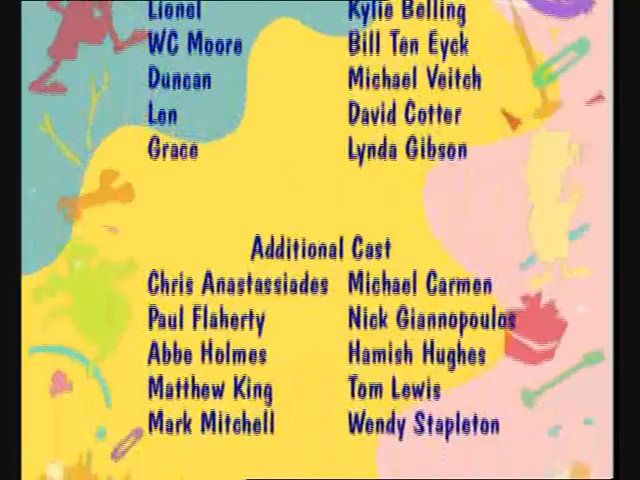 Lionel Kylie Belling
WC Moore Bill Ten Eyck
Duncan Michael Veitch
Len David Cotter
Grace Lynda Gibson
Additional Cast
Chris Anastassiades Michael Carmen
Paul Flaherty Nick Giannopoulos
Abbe Holmes Hamish Hughes
Matthew King Tom Lewis
Mark Mitchell Wendy Stapleton